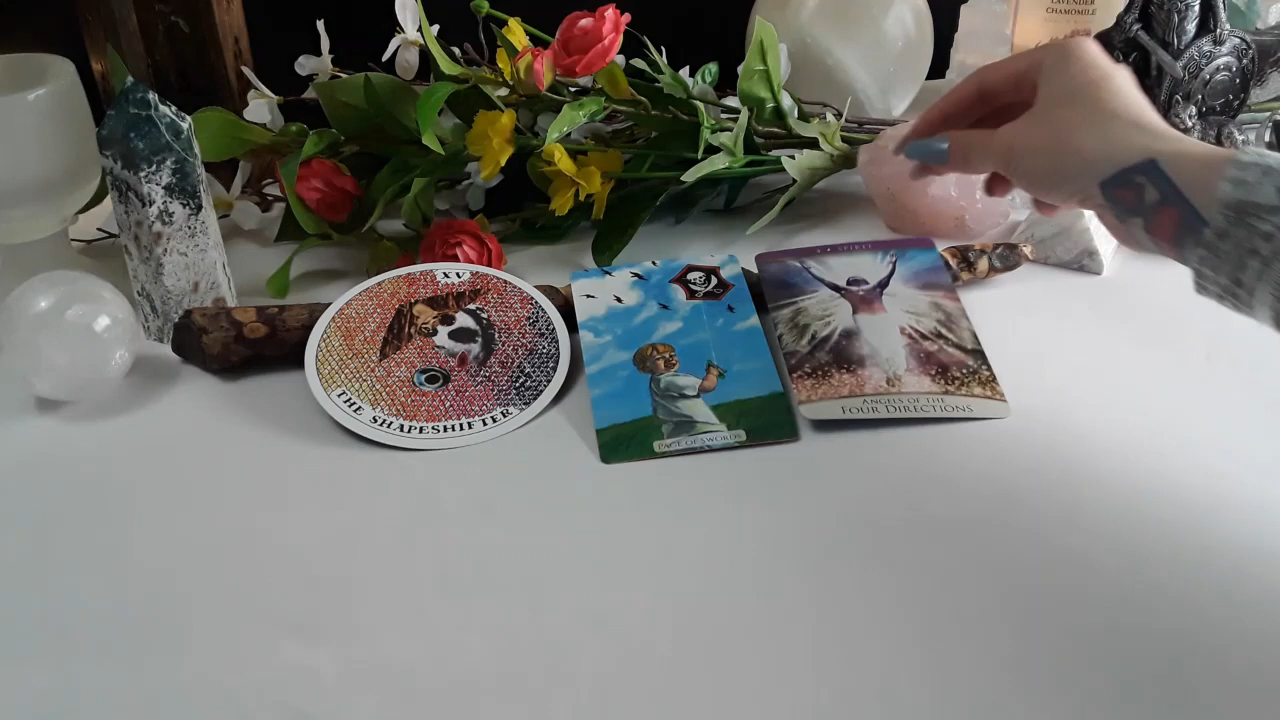 LAVENDER
CHAMOMILE
XV
THE SHAPESHIFTER
PAGE OF SWORDS
SPIRIT
ANGELS OF THE
FOUR DIRECTIONS